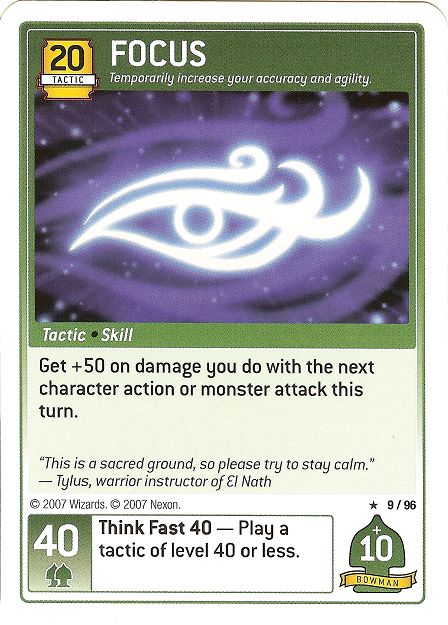 20
TACTIC
FOCUS
Temporarily increase your accuracy and agility.
Tactic • Skill
Get +50 on damage you do with the next
character action or monster attack this
turn.
"This is a sacred ground, so please try to stay calm."
— Tylus, warrior instructor of El Nath
© 2007 Wizards. © 2007 Nexon.
★ 9 / 96
40
Think Fast 40 — Play a
tactic of level 40 or less.
+
10
BOWMAN